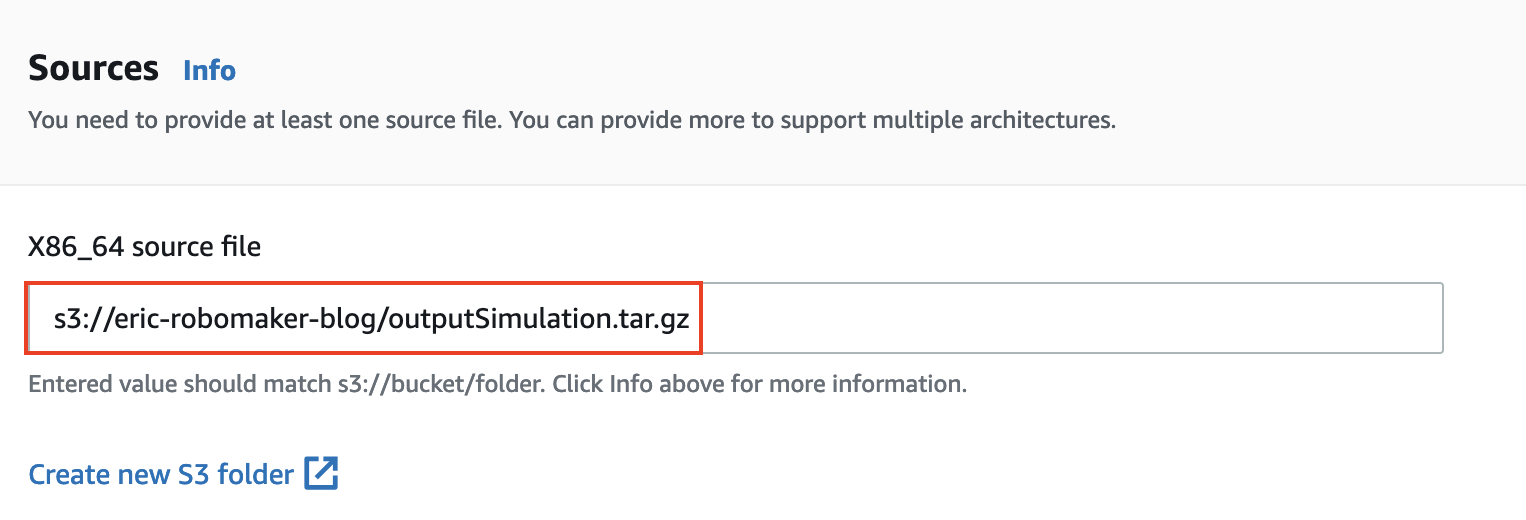 Sources Info
You need to provide at least one source file. You can provide more to support multiple architectures.
X86_64 source file
s3://eric-robomaker-blog/outputSimulation.tar.gz
Entered value should match s3://bucket/folder. Click Info above for more information.
Create new S3 folder